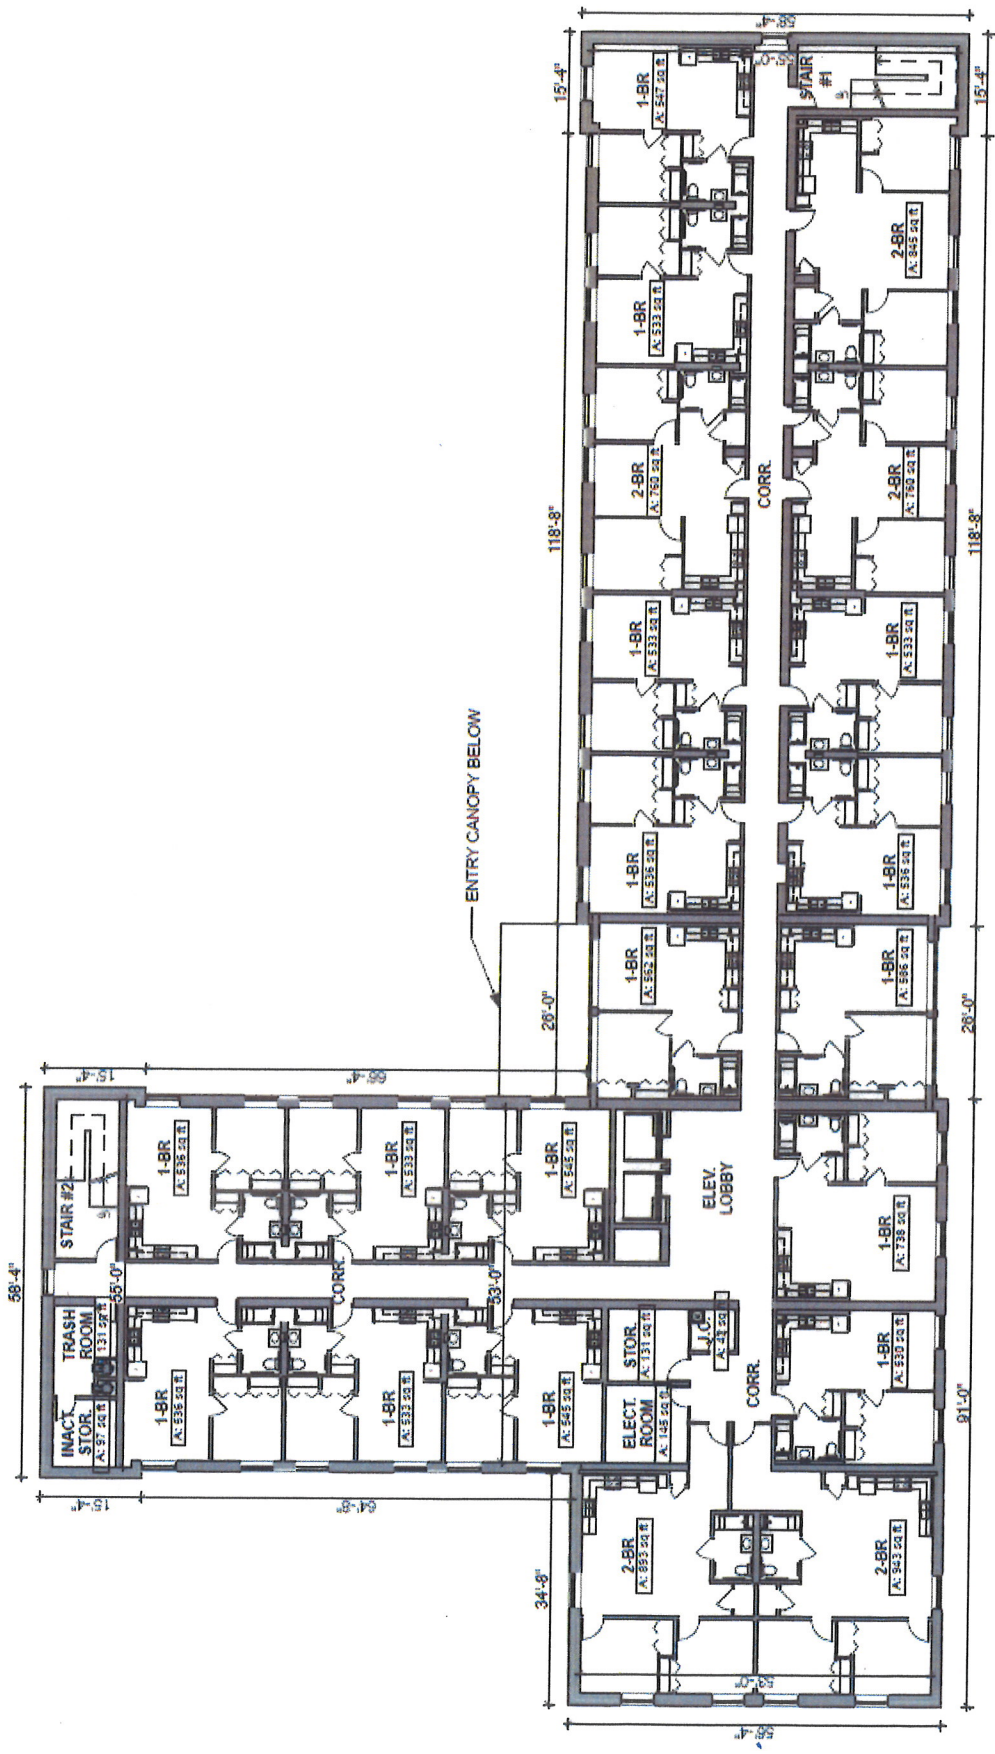 58'-4"
15'-4"
STAIR #2
TRASH
ROOM
131 sq ft
INACT.
STOR.
A: 97 sq ft
55'-0"
1-BR
A: 536 sq ft
1-BR
A: 533 sq ft
1-BR
A: 545 sq ft
CORR.
53'-0"
1-BR
A: 536 sq ft
1-BR
A: 533 sq ft
1-BR
A: 545 sq ft
15'-4"
64'-8"
34'-8"
STOR.
A: 131 sq ft
ELECT.
ROOM
A: 145 sq ft
ELEV.
LOBBY
CORR.
2-BR
A: 893 sq ft
2-BR
A: 943 sq ft
1-BR
A: 530 sq ft
1-BR
A: 738 sq ft
91'-0"
ENTRY CANOPY BELOW
26'-0"
1-BR
A: 562 sq ft
1-BR
A: 586 sq ft
26'-0"
118'-8"
1-BR
A: 536 sq ft
1-BR
A: 533 sq ft
2-BR
A: 760 sq ft
1-BR
A: 533 sq ft
1-BR
A: 547 sq ft
15'-4"
CORR.
1-BR
A: 536 sq ft
1-BR
A: 533 sq ft
2-BR
A: 760 sq ft
2-BR
A: 845 sq ft
STAIR
#1
118'-8"
15'-4"